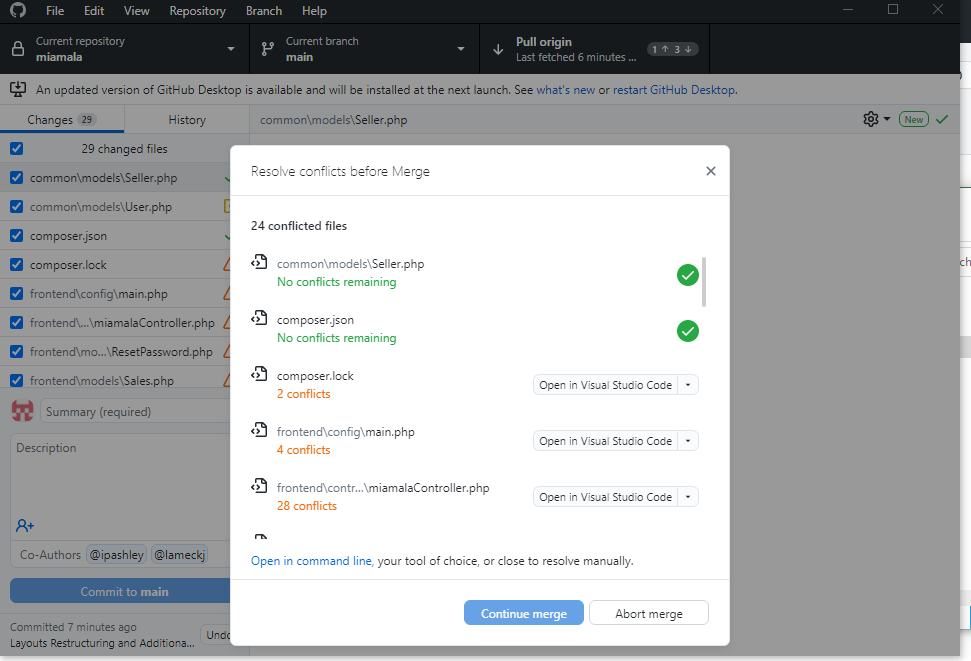 File Edit View Repository Branch Help
Current repository
miamala
Current branch
main
Pull origin
Last fetched 6 minutes ...
1 ↑ 3 ↓
An updated version of GitHub Desktop is available and will be installed at the next launch. See what's new or restart GitHub Desktop.
Changes 29
History
common\models\Seller.php
New
29 changed files
common\models\Seller.php
common\models\User.php
composer.json
composer.lock
frontend\config\main.php
frontend\...\miamalaController.php
frontend\mo...\ResetPassword.php
frontend\models\Sales.php
Summary (required)
Description
Co-Authors @ipashley @lameckj
Commit to main
Committed 7 minutes ago
Layouts Restructuring and Additiona...
Undo
Resolve conflicts before Merge
24 conflicted files
common\models\Seller.php
No conflicts remaining
composer.json
No conflicts remaining
composer.lock
2 conflicts
Open in Visual Studio Code
frontend\config\main.php
4 conflicts
Open in Visual Studio Code
frontend\contr...\miamalaController.php
28 conflicts
Open in Visual Studio Code
Open in command line, your tool of choice, or close to resolve manually.
Continue merge
Abort merge
ch